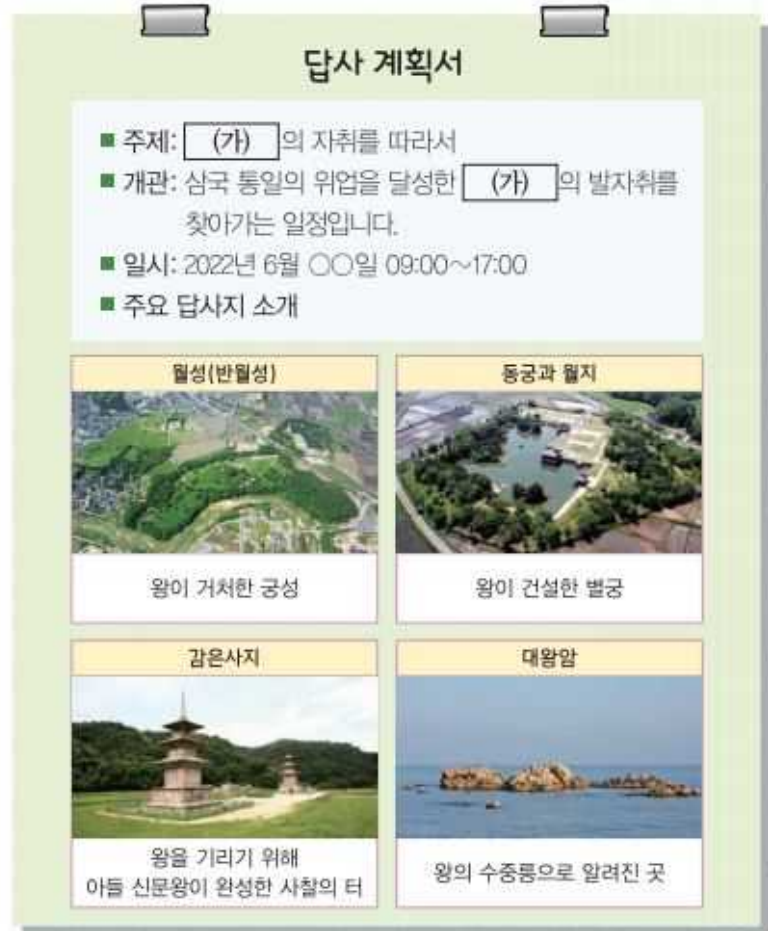 답사 계획서
■ 주제: (가) 의 자취를 따라서
■ 개관: 삼국 통일의 위업을 달성한 (가) 의 발자취를
찾아가는 일정입니다.
■ 일시: 2022년 6월 ○○일 09:00~17:00
■ 주요 답사지 소개
월성(반월성)
동궁과 월지
왕이 거처한 궁성
왕이 건설한 별궁
감은사지
대왕암
왕을 기리기 위해
아들 신문왕이 완성한 사찰의 터
왕의 수중릉으로 알려진 곳